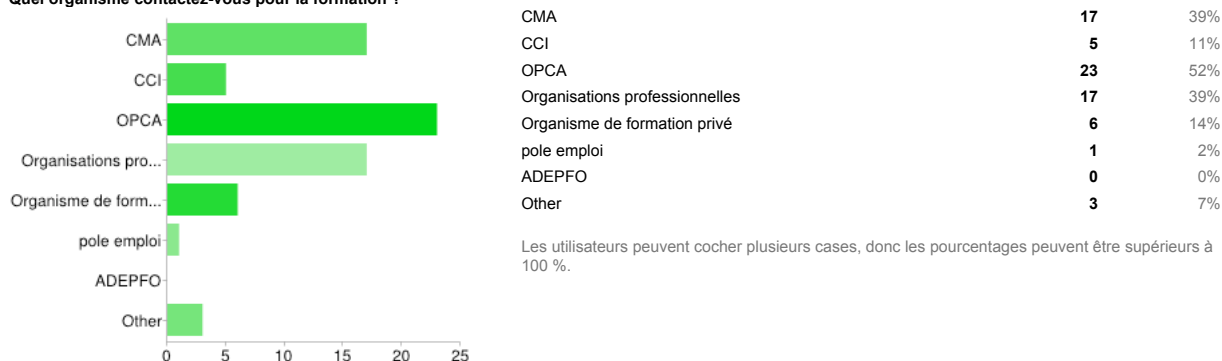 Quel organisme contactez-vous pour la formation ?
CMA
CCI
OPCA
Organisations pro...
Organisme de form...
pole emploi
ADEPFO
Other
0 5 10 15 20 25
CMA 17 39%
CCI 5 11%
OPCA 23 52%
Organisations professionnelles 17 39%
Organisme de formation privé 6 14%
pole emploi 1 2%
ADEPFO 0 0%
Other 3 7%
Les utilisateurs peuvent cocher plusieurs cases, donc les pourcentages peuvent être supérieurs à
100 %.